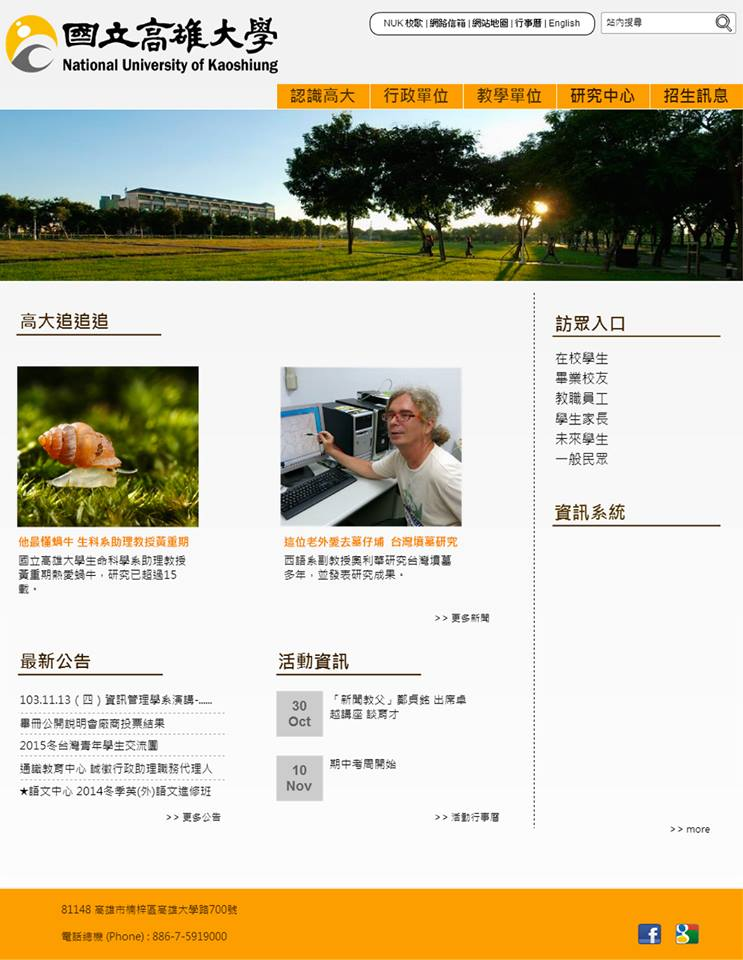 國立高雄大學
National University of Kaoshiung
NUK 校歌 | 網路信箱 | 網站地圖 | 行事曆 | English
站內搜尋
認識高大
行政單位
教學單位
研究中心
招生訊息
高大追追追
他最懂蝸牛 生科系助理教授黃重期
國立高雄大學生命科學系助理教授
黃重期熱愛蝸牛，研究已超過15
載。
這位老外愛去墓仔埔 台灣墳墓研究
西語系副教授奧利華研究台灣墳墓
多年，並發表研究成果。
>> 更多新聞
最新公告
103.11.13（四）資訊管理學系演講-......
畢冊公開說明會廠商投票結果
2015冬台灣青年學生交流團
通識教育中心 誠徵行政助理職務代理人
★語文中心 2014冬季英(外)語文進修班
>> 更多公告
活動資訊
30
Oct
「新聞教父」鄭貞銘 出席卓
越講座 談育才
10
Nov
期中考周開始
>> 活動行事曆
訪眾入口
在校學生
畢業校友
教職員工
學生家長
未來學生
一般民眾
資訊系統
>> more
81148 高雄市楠梓區高雄大學路700號
電話總機 (Phone) : 886-7-5919000